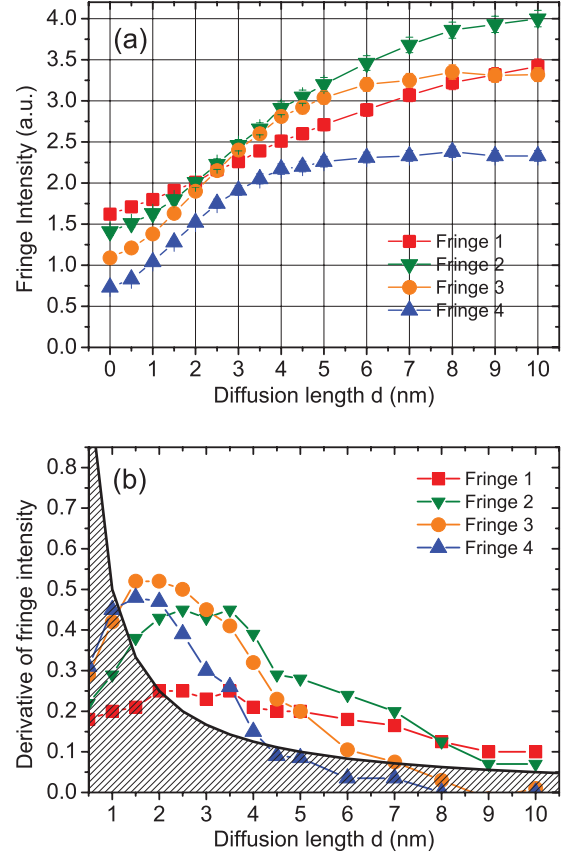 (a)
Fringe Intensity (a.u.)
4.0
3.5
3.0
2.5
2.0
1.5
1.0
0.5
0.0
Fringe 1
Fringe 2
Fringe 3
Fringe 4
0 1 2 3 4 5 6 7 8 9 10
Diffusion length d (nm)
(b)
Derivative of fringe intensity
0.8
0.7
0.6
0.5
0.4
0.3
0.2
0.1
0.0
Fringe 1
Fringe 2
Fringe 3
Fringe 4
1 2 3 4 5 6 7 8 9 10
Diffusion length d (nm)